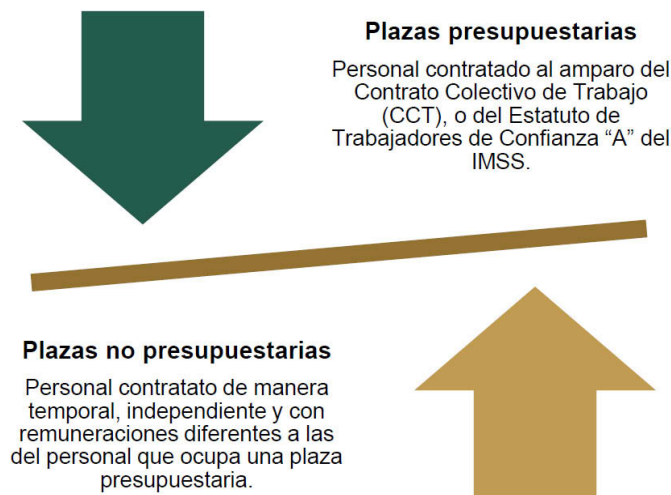 Plazas presupuestarias
Personal contratado al amparo del
Contrato Colectivo de Trabajo
(CCT), o del Estatuto de
Trabajadores de Confianza “A” del
IMSS.
Plazas no presupuestarias
Personal contratato de manera
temporal, independiente y con
remuneraciones diferentes a las
del personal que ocupa una plaza
presupuestaria.